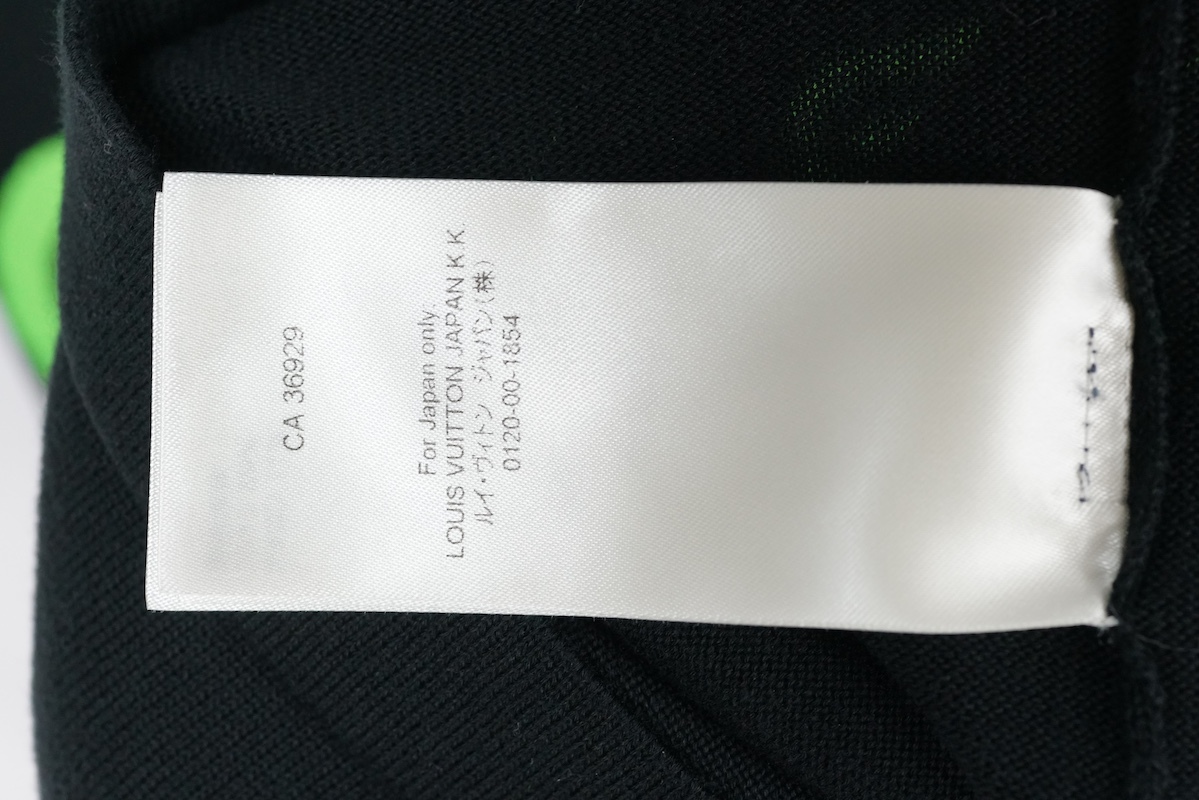 CA 36929
For Japan only.
LOUIS VUITTON JAPAN K.K.
ルイ・ヴィトン ジャパン(株)
0120-00-1854